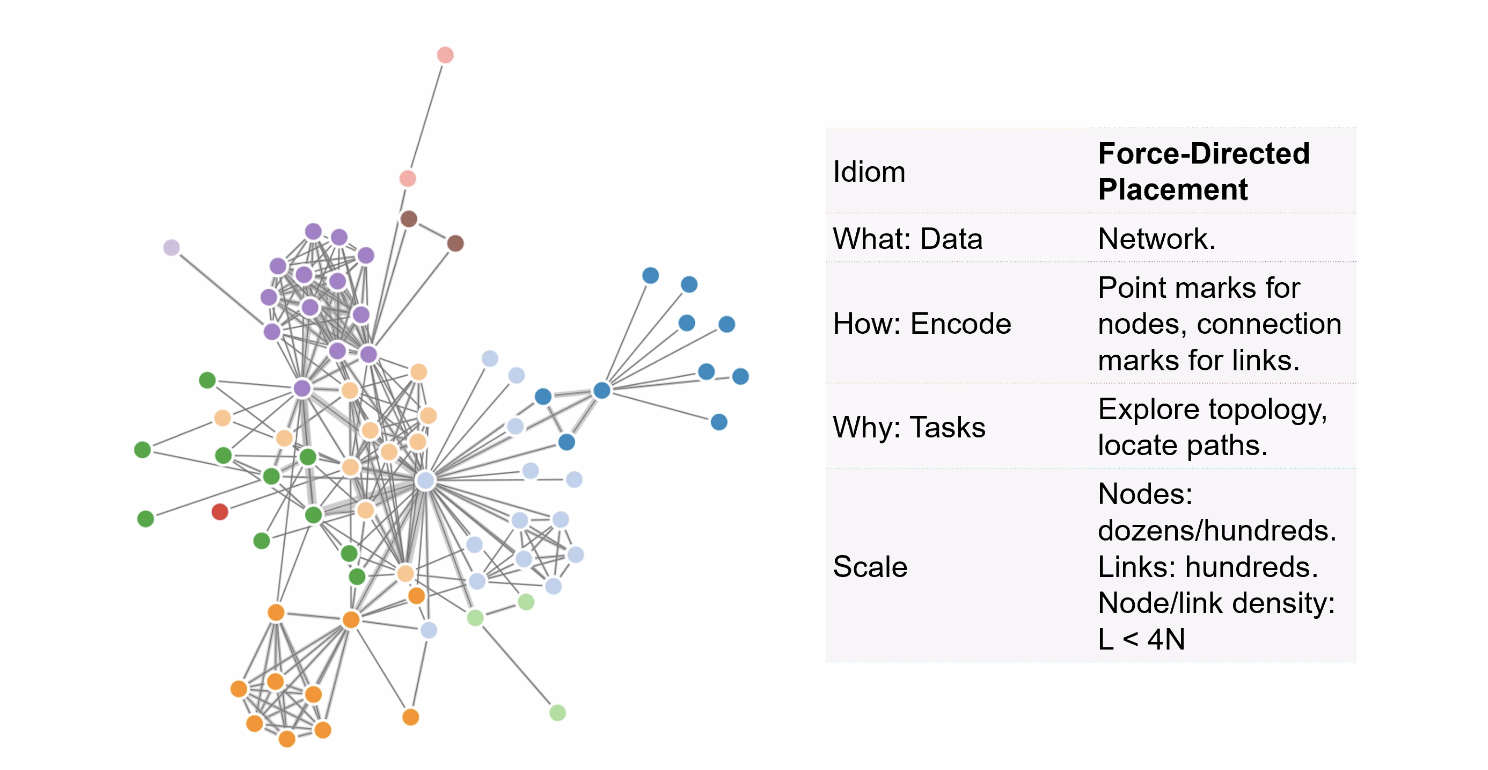 Idiom
Force-Directed
Placement
What: Data
Network.
How: Encode
Point marks for
nodes, connection
marks for links.
Why: Tasks
Explore topology,
locate paths.
Scale
Nodes:
dozens/hundreds.
Links: hundreds.
Node/link density:
L < 4N